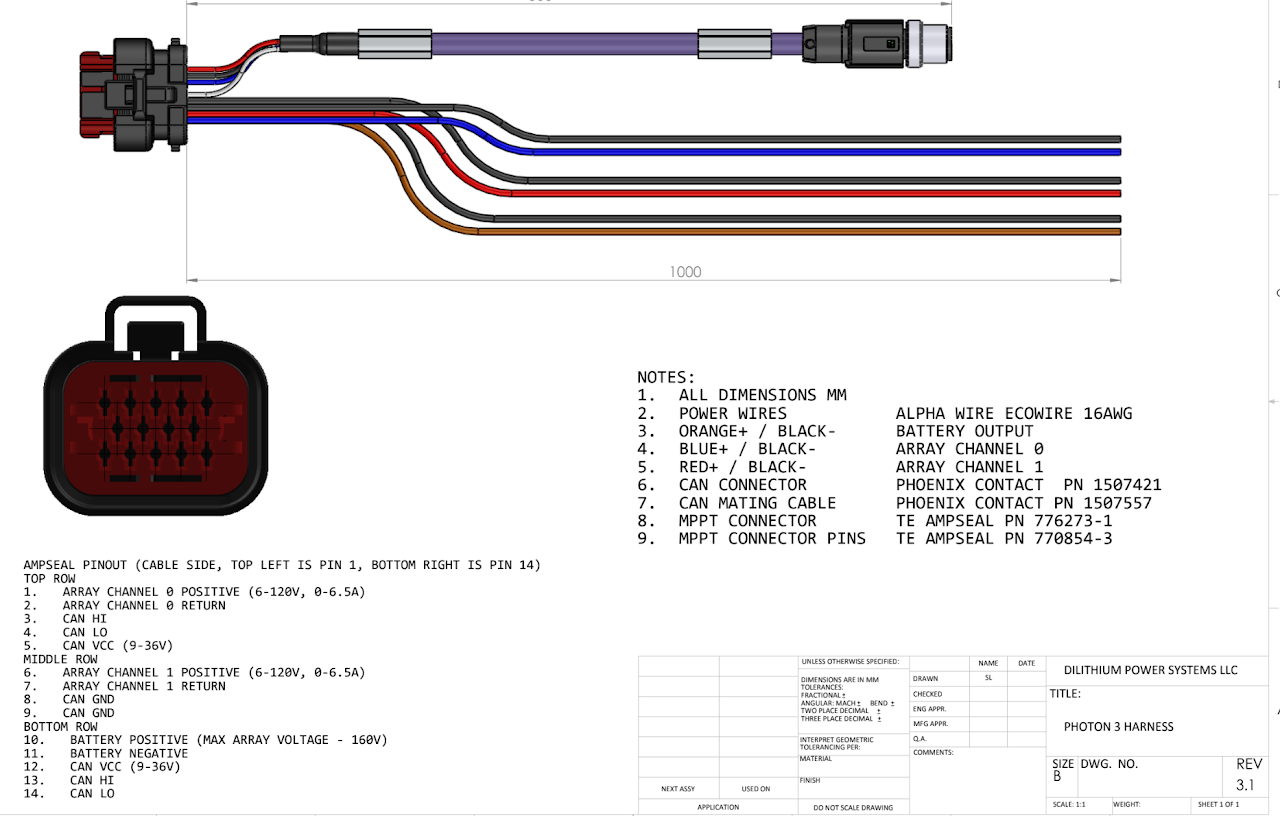 1000
NOTES:
1. ALL DIMENSIONS MM
2. POWER WIRES ALPHA WIRE ECOWIRE 16AWG
3. ORANGE+ / BLACK- BATTERY OUTPUT
4. BLUE+ / BLACK- ARRAY CHANNEL 0
5. RED+ / BLACK- ARRAY CHANNEL 1
6. CAN CONNECTOR PHOENIX CONTACT PN 1507421
7. CAN MATING CABLE PHOENIX CONTACT PN 1507557
8. MPPT CONNECTOR TE AMPSEAL PN 776273-1
9. MPPT CONNECTOR PINS TE AMPSEAL PN 770854-3
AMPSEAL PINOUT (CABLE SIDE, TOP LEFT IS PIN 1, BOTTOM RIGHT IS PIN 14)
TOP ROW
1. ARRAY CHANNEL 0 POSITIVE (6-120V, 0-6.5A)
2. ARRAY CHANNEL 0 RETURN
3. CAN HI
4. CAN LO
5. CAN VCC (9-36V)
MIDDLE ROW
6. ARRAY CHANNEL 1 POSITIVE (6-120V, 0-6.5A)
7. ARRAY CHANNEL 1 RETURN
8. CAN GND
9. CAN GND
BOTTOM ROW
10. BATTERY POSITIVE (MAX ARRAY VOLTAGE - 160V)
11. BATTERY NEGATIVE
12. CAN VCC (9-36V)
13. CAN HI
14. CAN LO
NEXT ASSY USED ON
APPLICATION
UNLESS OTHERWISE SPECIFIED:
DIMENSIONS ARE IN MM
TOLERANCES:
FRACTIONAL ±
ANGULAR: MACH ± BEND ±
TWO PLACE DECIMAL ±
THREE PLACE DECIMAL ±
INTERPRET GEOMETRIC
TOLERANCING PER:
MATERIAL
FINISH
DO NOT SCALE DRAWING
NAME DATE
DRAWN SL
CHECKED
ENG APPR.
MFG APPR.
Q.A.
COMMENTS:
DILITHIUM POWER SYSTEMS LLC
TITLE:
PHOTON 3 HARNESS
SIZE DWG. NO. REV
B 3.1
SCALE: 1:1 WEIGHT: SHEET 1 OF 1